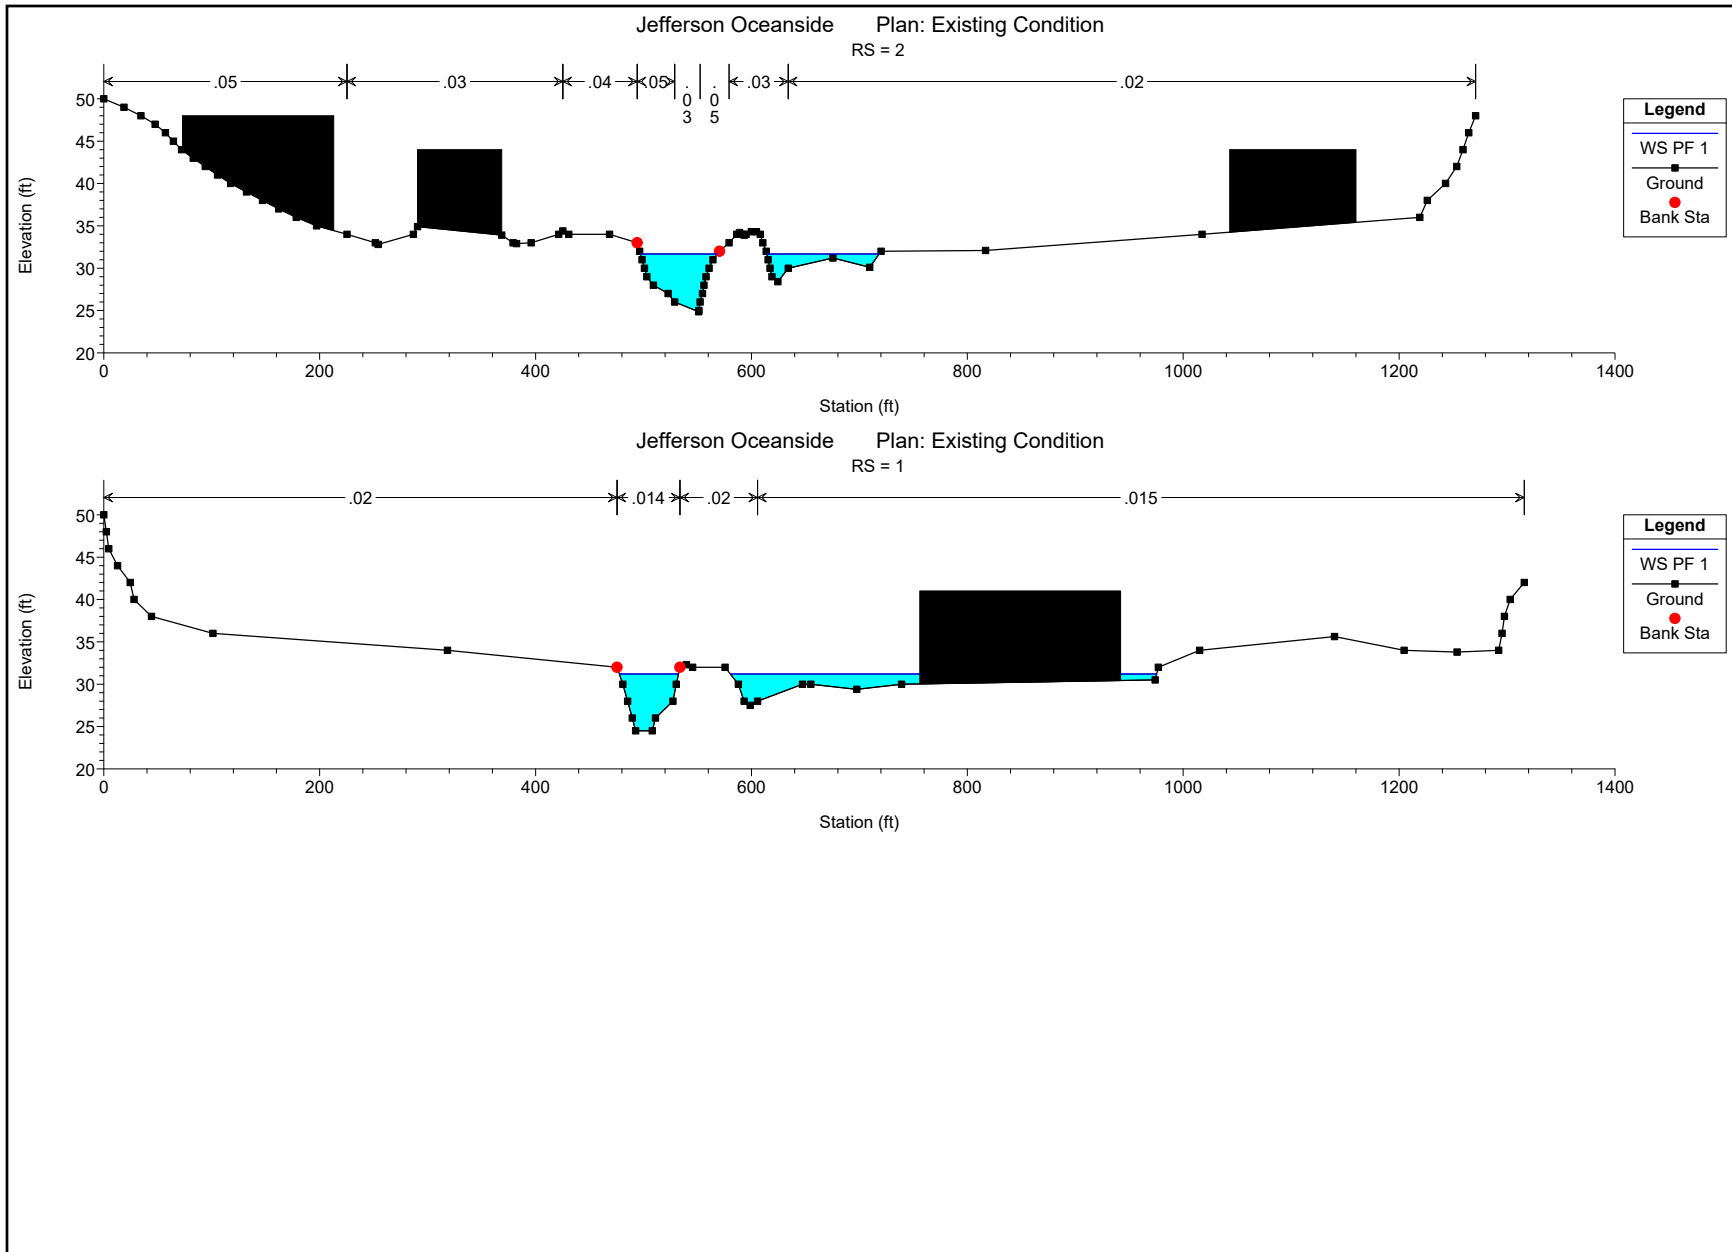 Jefferson Oceanside Plan: Existing Condition
RS = 2
.05 .03 .04 .05 .03 .05 .03 .02
Legend
WS PF 1
Ground
Bank Sta
Elevation (ft)
50
45
40
35
30
25
20
0 200 400 600 800 1000 1200 1400
Station (ft)
Jefferson Oceanside Plan: Existing Condition
RS = 1
.02 .014 .02 .015
Legend
WS PF 1
Ground
Bank Sta
Elevation (ft)
50
45
40
35
30
25
20
0 200 400 600 800 1000 1200 1400
Station (ft)